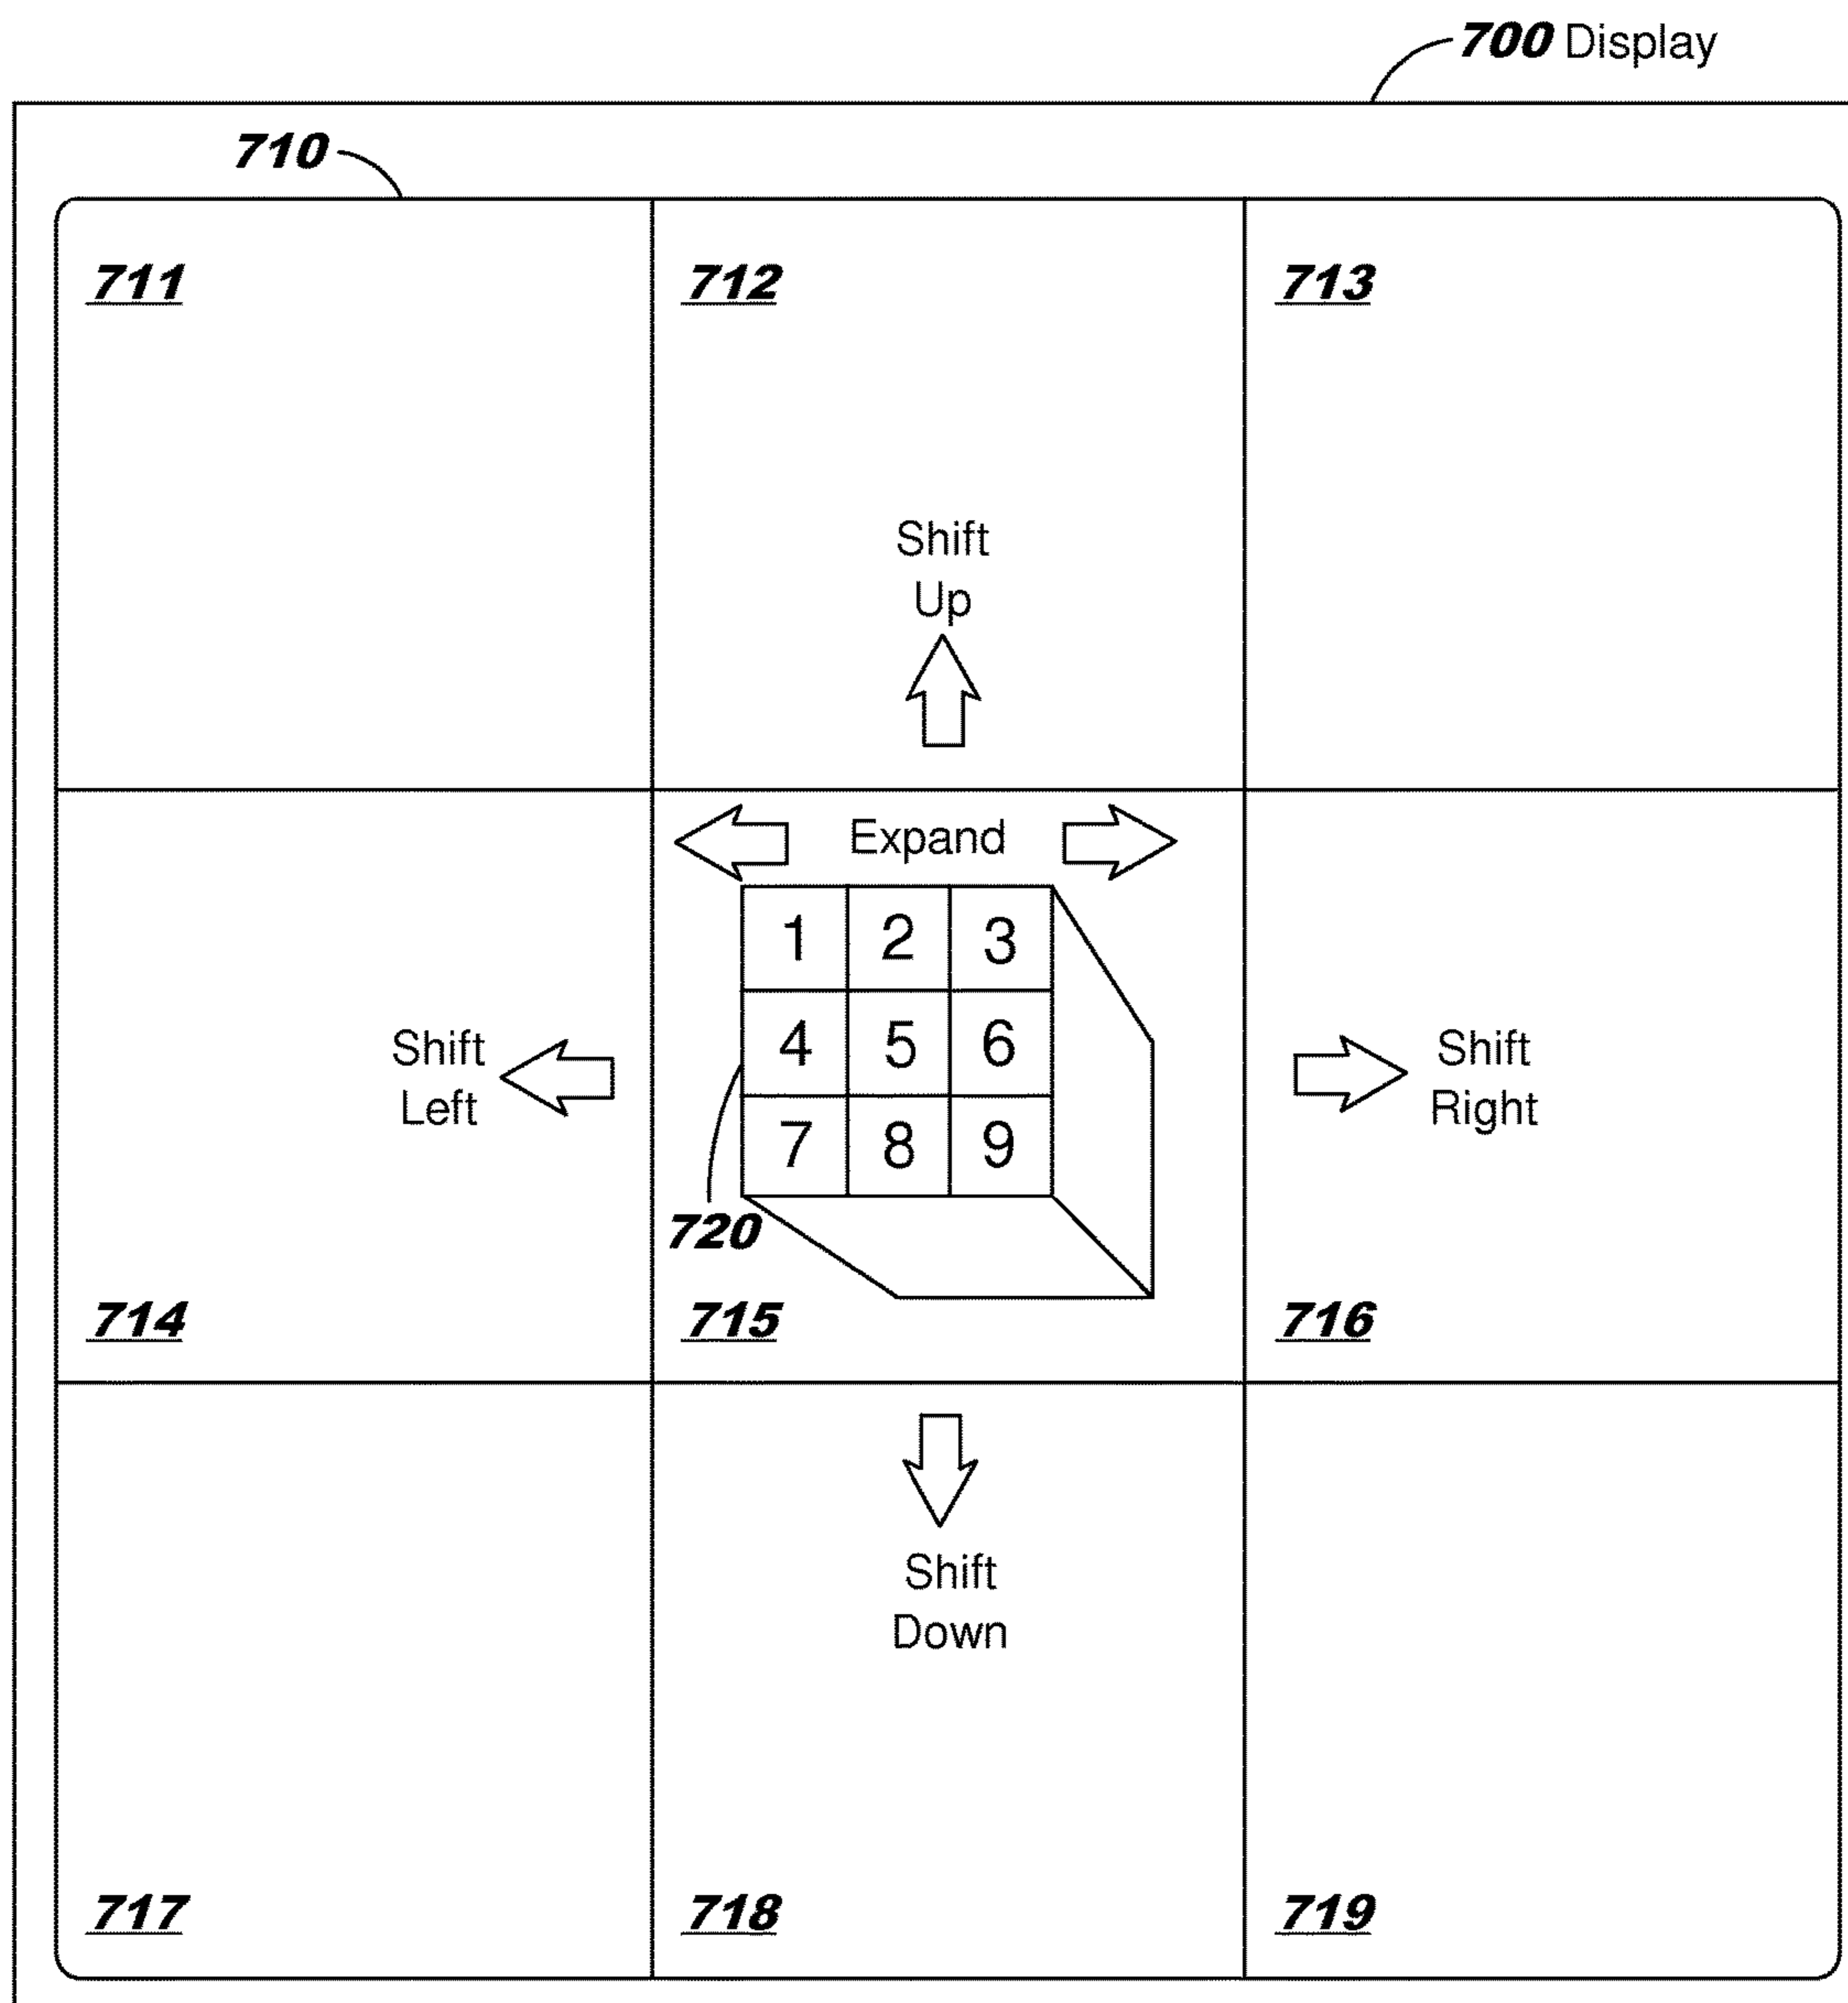 700 Display
710
711 712 713
Shift
Up
Expand
1 2 3
Shift
Left
4 5 6
Shift
Right
7 8 9
720
714 715 716
Shift
Down
717 718 719